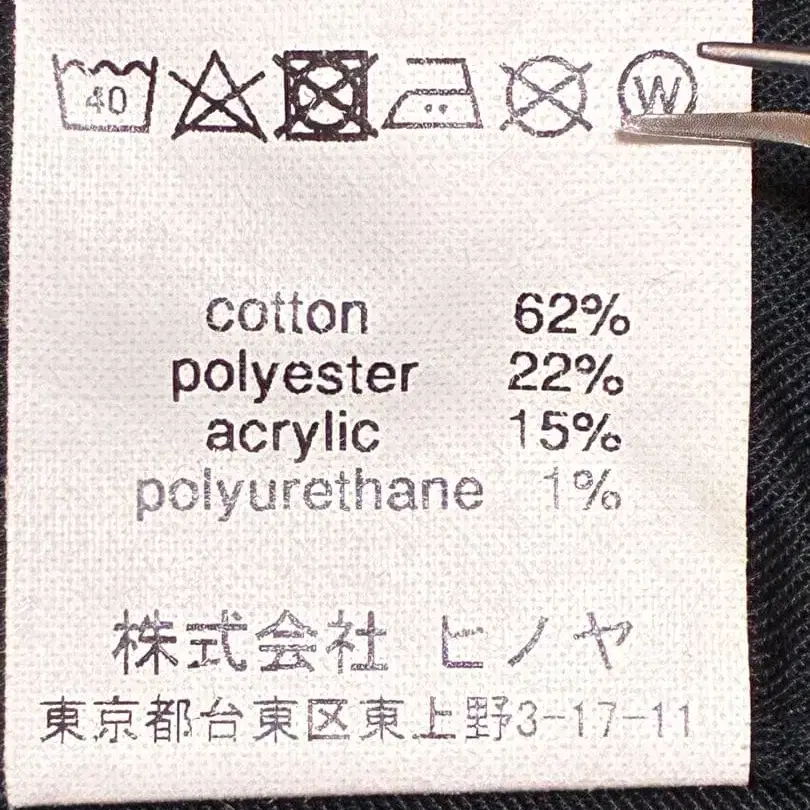 40 W
cotton 62%
polyester 22%
acrylic 15%
polyurethane 1%
株式会社 ヒノヤ
東京都台東区東上野3-17-11